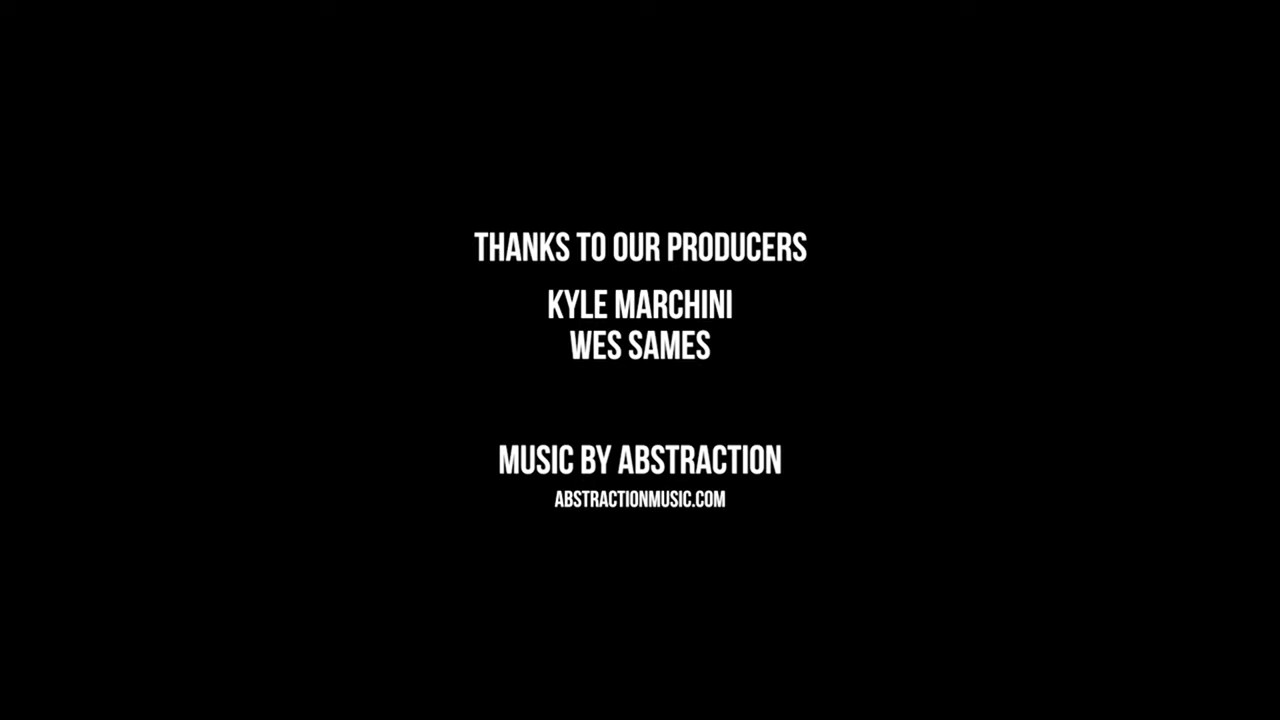 THANKS TO OUR PRODUCERS
KYLE MARCHINI
WES SAMES
MUSIC BY ABSTRACTION
ABSTRACTIONMUSIC.COM